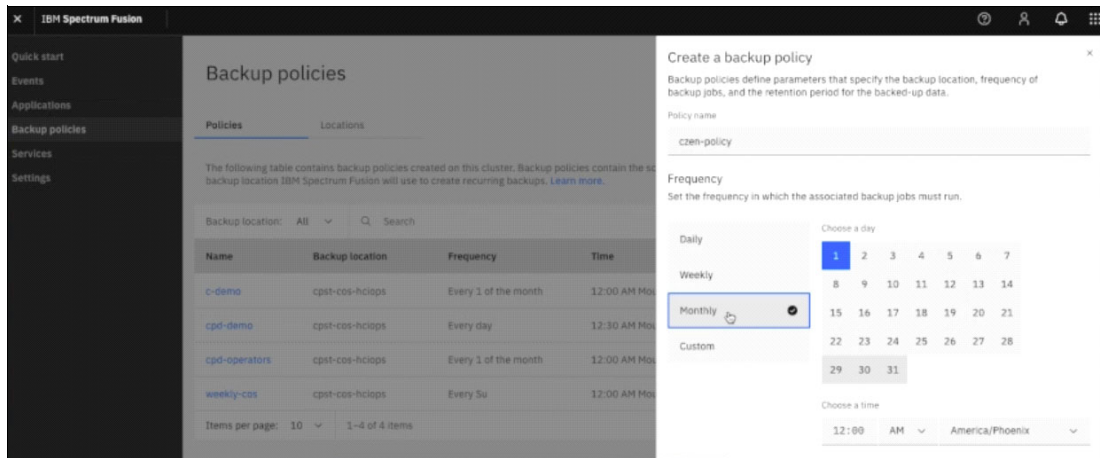 IBM Spectrum Fusion
Quick start
Events
Applications
Backup policies
Services
Settings
Backup policies
Policies
Locations
The following table contains backup policies created on this cluster. Backup policies contain the
backup location IBM Spectrum Fusion will use to create recurring backups. Learn more.
Backup location: All
Search
Name Backup location Frequency Time
c-demo cpst-cos-hciops Every 1 of the month 12:00 AM
cpd-demo cpst-cos-hciops Every day 12:30 AM
cpd-operators cpst-cos-hciops Every 1 of the month 12:00 AM
weekly-cos cpst-cos-hciops Every Su 12:00 AM
Items per page: 10 1–4 of 4 items
Create a backup policy
Backup policies define parameters that specify the backup location, frequency of
backup jobs, and the retention period for the backed-up data.
Policy name
czen-policy
Frequency
Set the frequency in which the associated backup jobs must run.
Daily
Weekly
Monthly
Custom
Choose a day
1 2 3 4 5 6 7
8 9 10 11 12 13 14
15 16 17 18 19 20 21
22 23 24 25 26 27 28
29 30 31
Choose a time
12:00 AM America/Phoenix